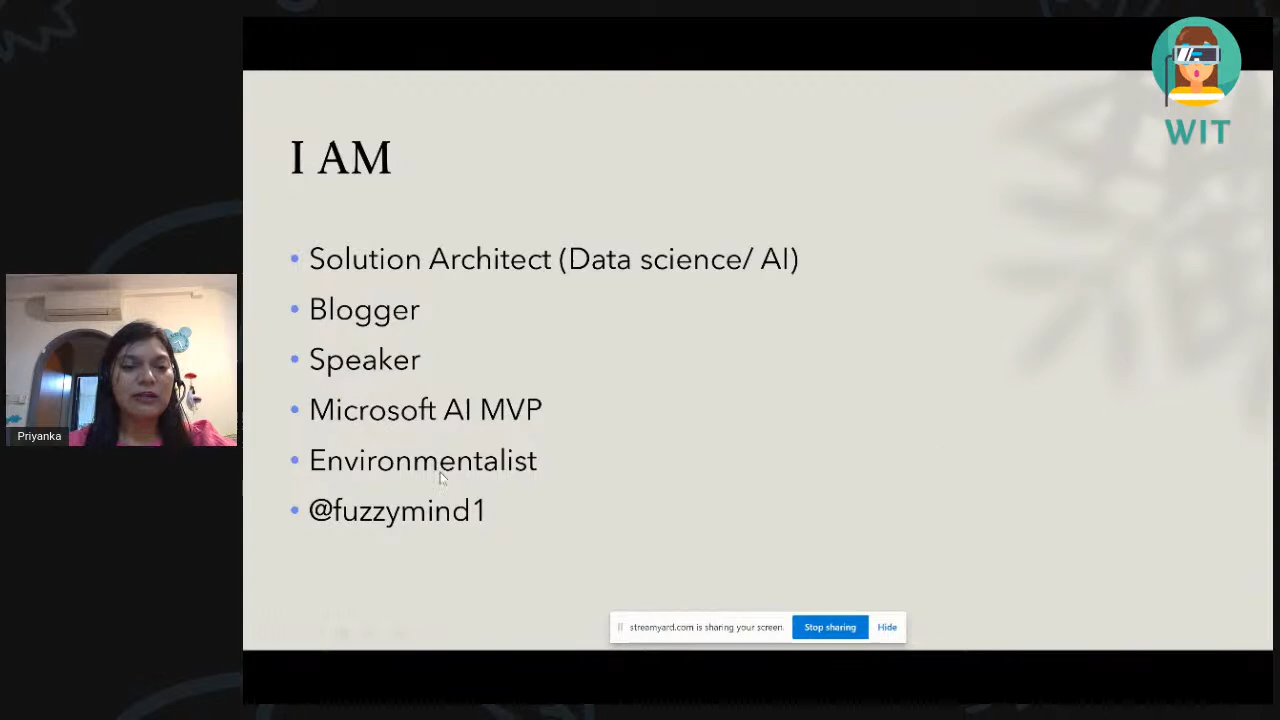 WIT
I AM
• Solution Architect (Data science/ AI)
• Blogger
• Speaker
• Microsoft AI MVP
• Environmentalist
• @fuzzymind1
Priyanka
streamyard.com is sharing your screen. Stop sharing Hide